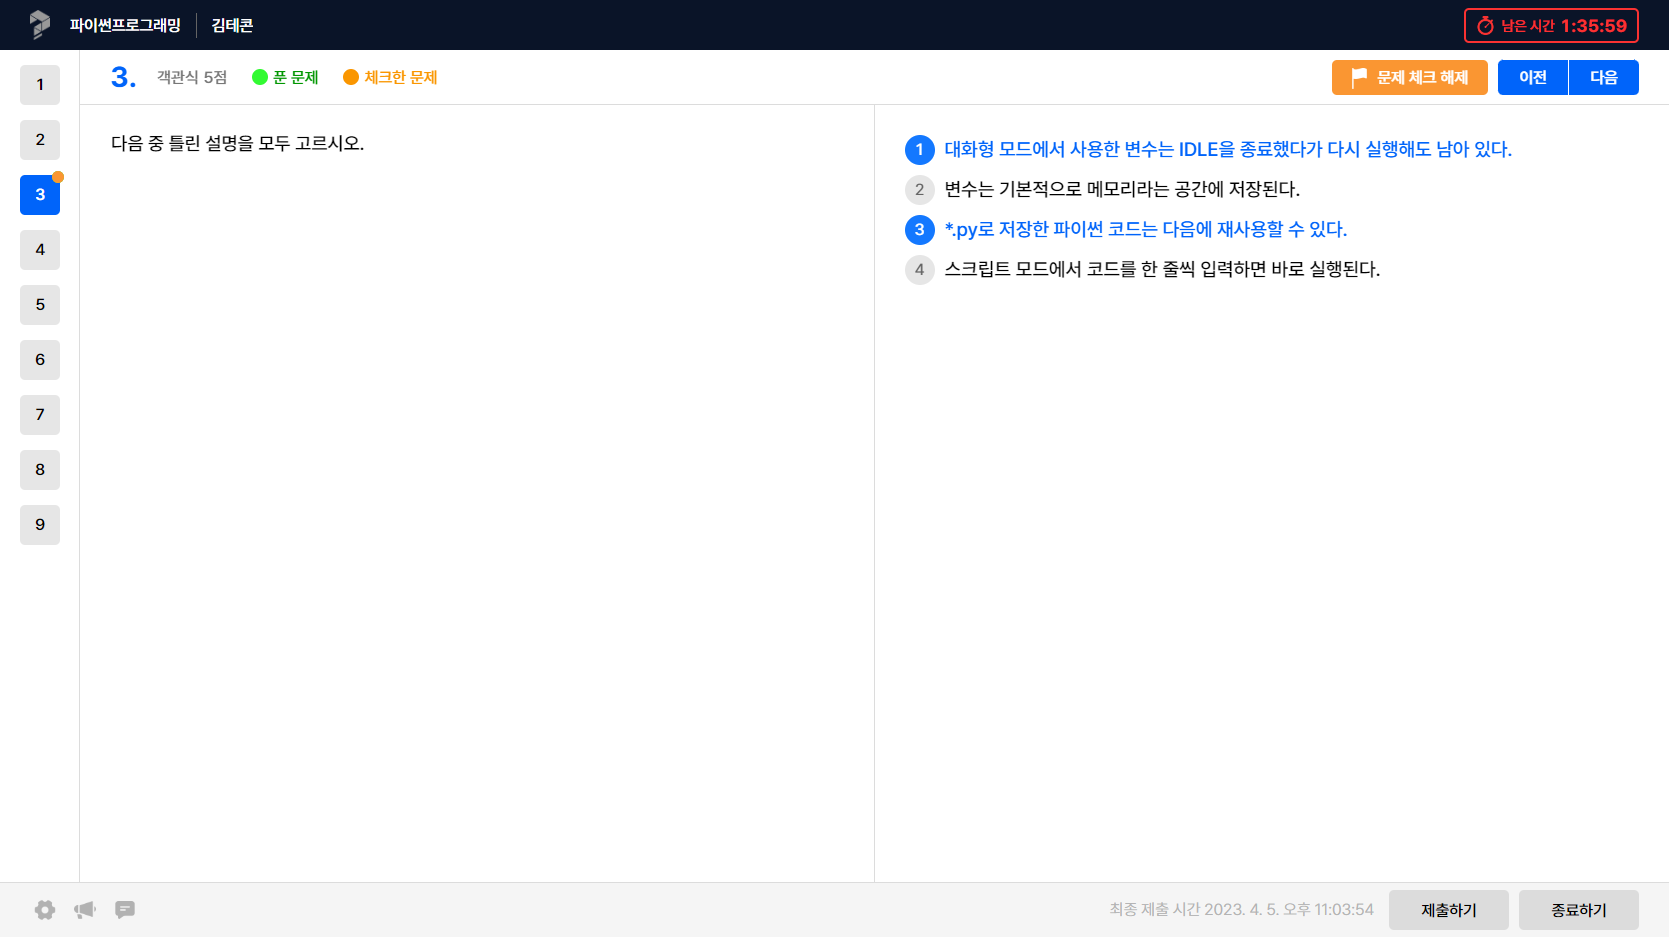 파이썬프로그래밍 김테콘
남은 시간 1:35:59
1
2
3
4
5
6
7
8
9
3. 객관식 5점 푼 문제 체크한 문제
문제 체크 해제 이전 다음
다음 중 틀린 설명을 모두 고르시오.
1 대화형 모드에서 사용한 변수는 IDLE을 종료했다가 다시 실행해도 남아 있다.
2 변수는 기본적으로 메모리라는 공간에 저장된다.
3 *.py로 저장한 파이썬 코드는 다음에 재사용할 수 있다.
4 스크립트 모드에서 코드를 한 줄씩 입력하면 바로 실행된다.
최종 제출 시간 2023. 4. 5. 오후 11:03:54 제출하기 종료하기